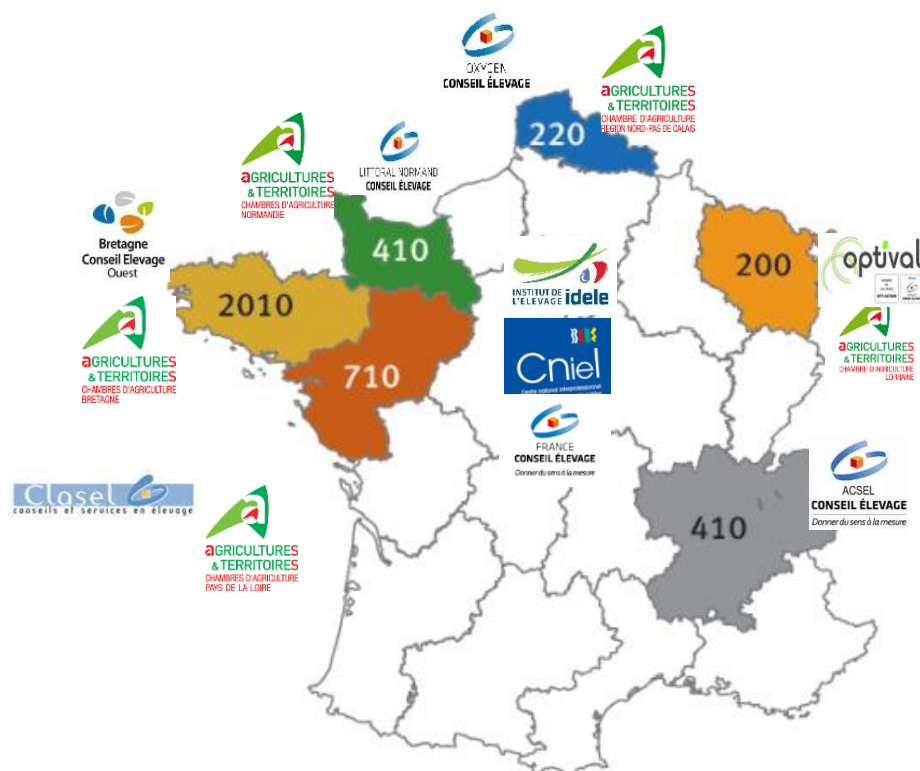 OXYGEN
CONSEIL ÉLEVAGE
aGRICULTURES
& TERRITOIRES
CHAMBRE D'AGRICULTURE
REGION NORD-PAS DE CALAIS
220
aGRICULTURES
& TERRITOIRES
CHAMBRES D'AGRICULTURE
NORMANDIE
LITTORAL NORMAND
CONSEIL ÉLEVAGE
410
Bretagne
Conseil Elevage
Ouest
2010
INSTITUT DE
L'ELEVAGE idele
200
optival
aGRICULTURES
& TERRITOIRES
CHAMBRES D'AGRICULTURE
BRETAGNE
710
Cniel
Centre national interprofessionnel
aGRICULTURES
& TERRITOIRES
CHAMBRE D'AGRICULTURE
LORRAINE
FRANCE
CONSEIL ÉLEVAGE
Donner du sens à la mesure
Clasel
conseils et services en élevage
aGRICULTURES
& TERRITOIRES
CHAMBRES D'AGRICULTURE
PAYS DE LA LOIRE
410
ACSEL
CONSEIL ÉLEVAGE
Donner du sens à la mesure